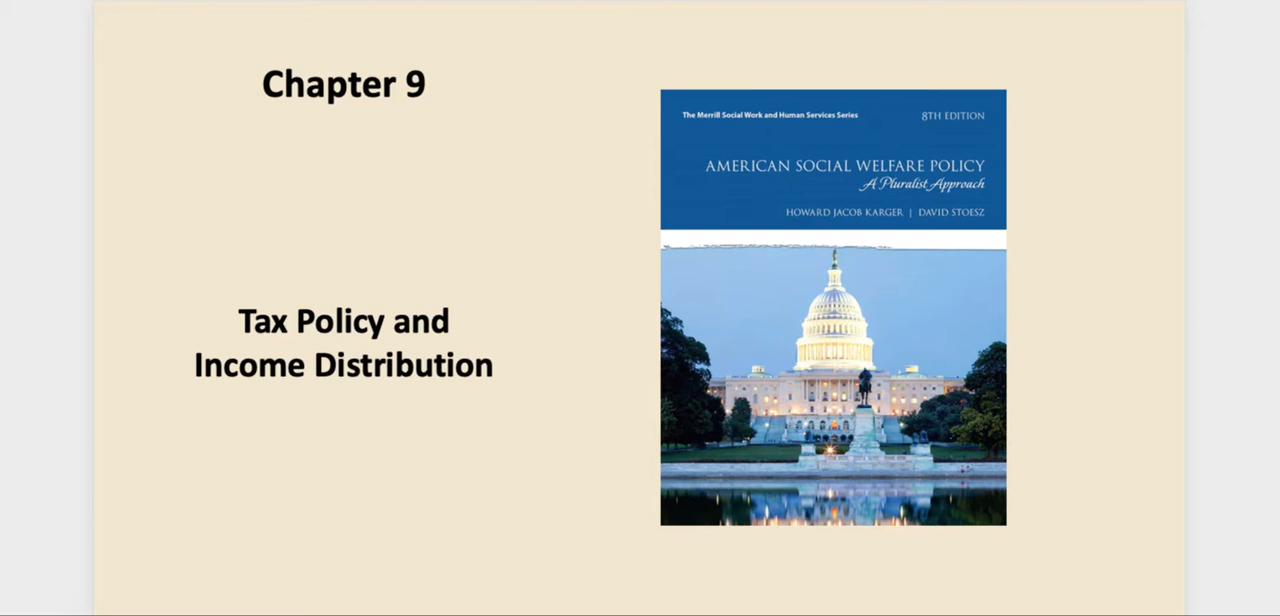 Chapter 9
Tax Policy and
Income Distribution
The Merrill Social Work and Human Services Series
8TH EDITION
AMERICAN SOCIAL WELFARE POLICY
A Pluralist Approach
HOWARD JACOB KARGER | DAVID STOESZ